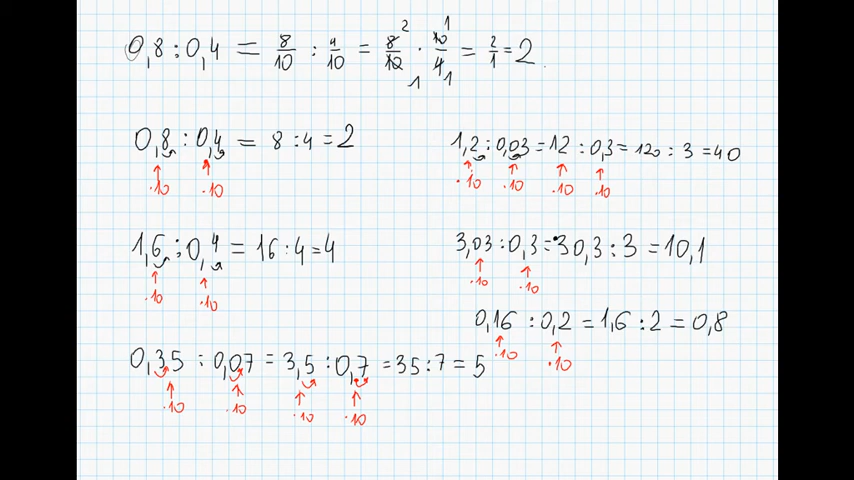 0,8 : 0,4 = 8/10 : 4/10 = 8/10 2 1 · 10/4 1 1 = 2/1 = 2
0,8 : 0,4 = 8 : 4 = 2
·10 ·10
1,2 : 0,03 = 12 : 0,3 = 120 : 3 = 40
·10 ·10 ·10 ·10
1,6 : 0,4 = 16 : 4 = 4
·10 ·10
3,03 : 0,3 = 30,3 : 3 = 10,1
·10 ·10
0,16 : 0,2 = 1,6 : 2 = 0,8
·10 ·10
0,35 : 0,07 = 3,5 : 0,7 = 35 : 7 = 5
·10 ·10 ·10 ·10